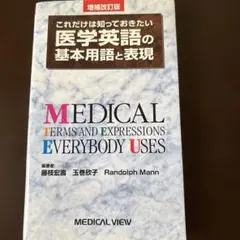 増補改訂版
これだけは知っておきたい
医学英語の
基本用語と表現
MEDICAL
TERMS AND EXPRESSIONS
EVERYBODY USES
編著者:
藤枝宏壽 玉巻欣子 Randolph Mann
MEDICAL VIEW